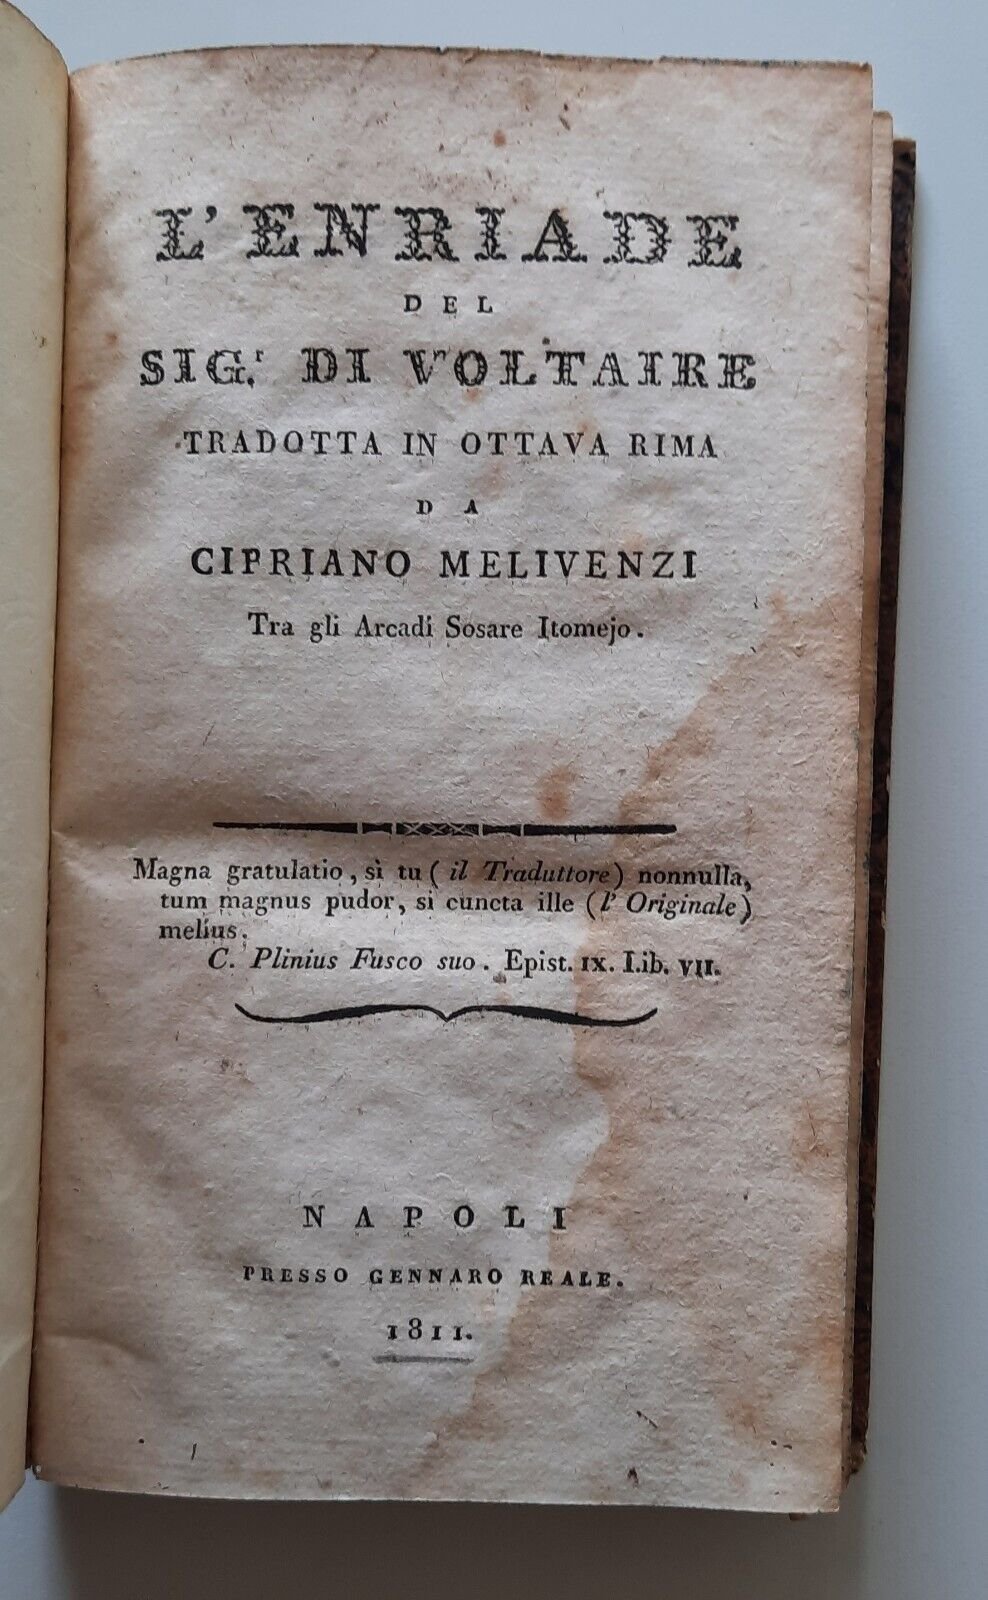 L'ENRIADE
DEL
SIG.r DI VOLTAIRE
TRADOTTA IN OTTAVA RIMA
DA
CIPRIANO MELIVENZI
Tra gli Arcadi Sosare Itomejo.
Magna gratulatio, si tu ( il Traduttore ) nonnulla,
tum magnus pudor, si cuncta ille ( l' Originale )
melius.
C. Plinius Fusco suo. Epist. IX. Lib. VII.
NAPOLI
PRESSO GENNARO REALE.
1811.